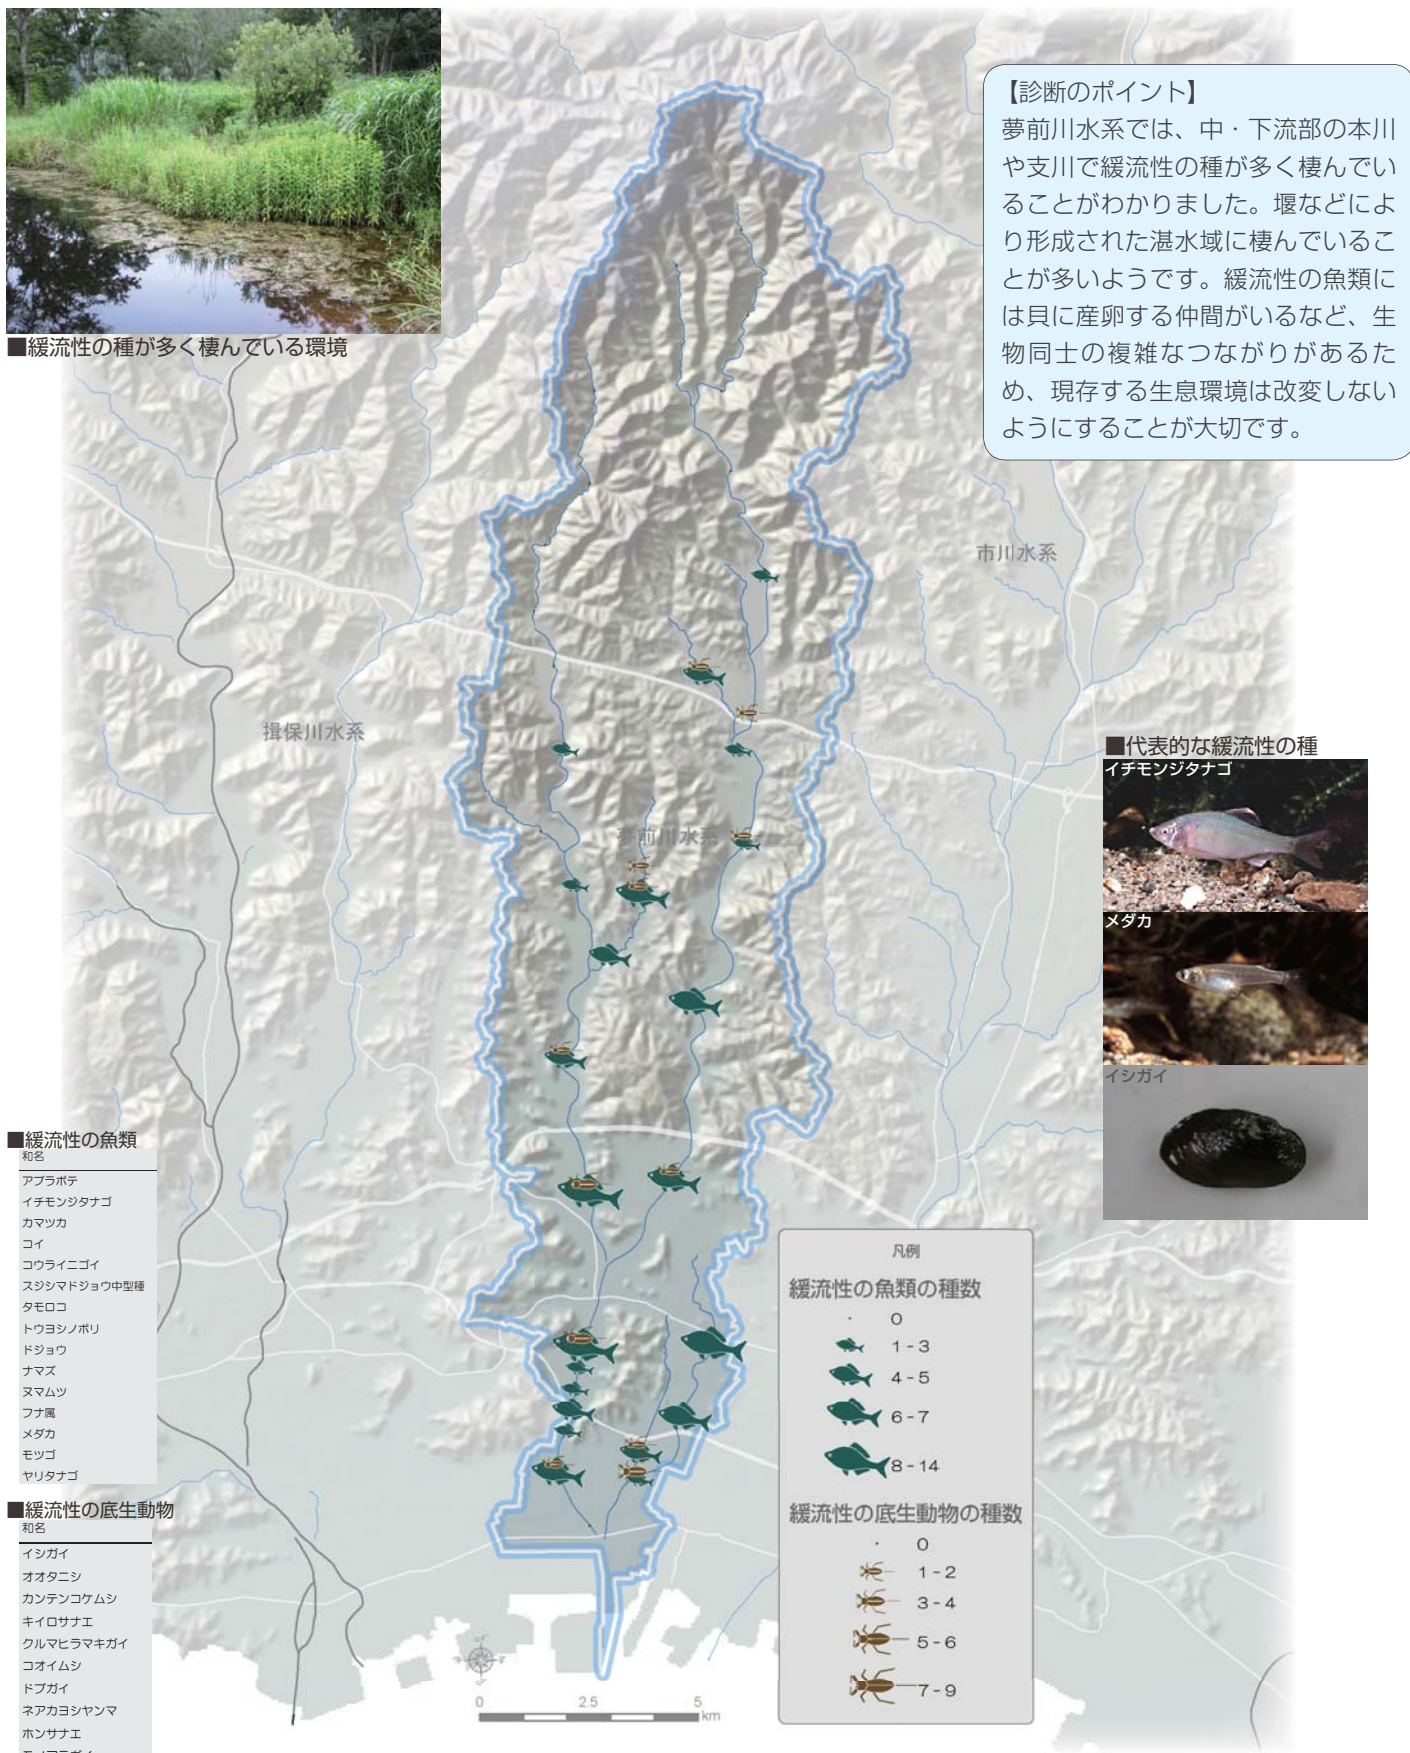 ■緩流性の種が多く棲んでいる環境
【診断のポイント】
夢前川水系では、中・下流部の本川
や支川で緩流性の種が多く棲んでい
ることがわかりました。堰などによ
り形成された湛水域に棲んでいるこ
とが多いようです。緩流性の魚類に
は貝に産卵する仲間がいるなど、生
物同士の複雑なつながりがあるた
め、現存する生息環境は改変しない
ようにすることが大切です。
市川水系
揖保川水系
夢前川水系
■代表的な緩流性の種
イチモンジタナゴ
メダカ
イシガイ
■緩流性の魚類
和名
アブラボテ
イチモンジタナゴ
カマツカ
コイ
コウライニゴイ
スジシマドジョウ中型種
タモロコ
トウヨシノボリ
ドジョウ
ナマズ
ヌマムツ
フナ属
メダカ
モツゴ
ヤリタナゴ
■緩流性の底生動物
和名
イシガイ
オオタニシ
カンテンコケムシ
キイロサナエ
クルマヒラマキガイ
コオイムシ
ドブガイ
ネアカヨシヤンマ
ホンサナエ
凡例
緩流性の魚類の種数
0
1-3
4-5
6-7
8-14
緩流性の底生動物の種数
0
1-2
3-4
5-6
7-9
0 2.5 5
km